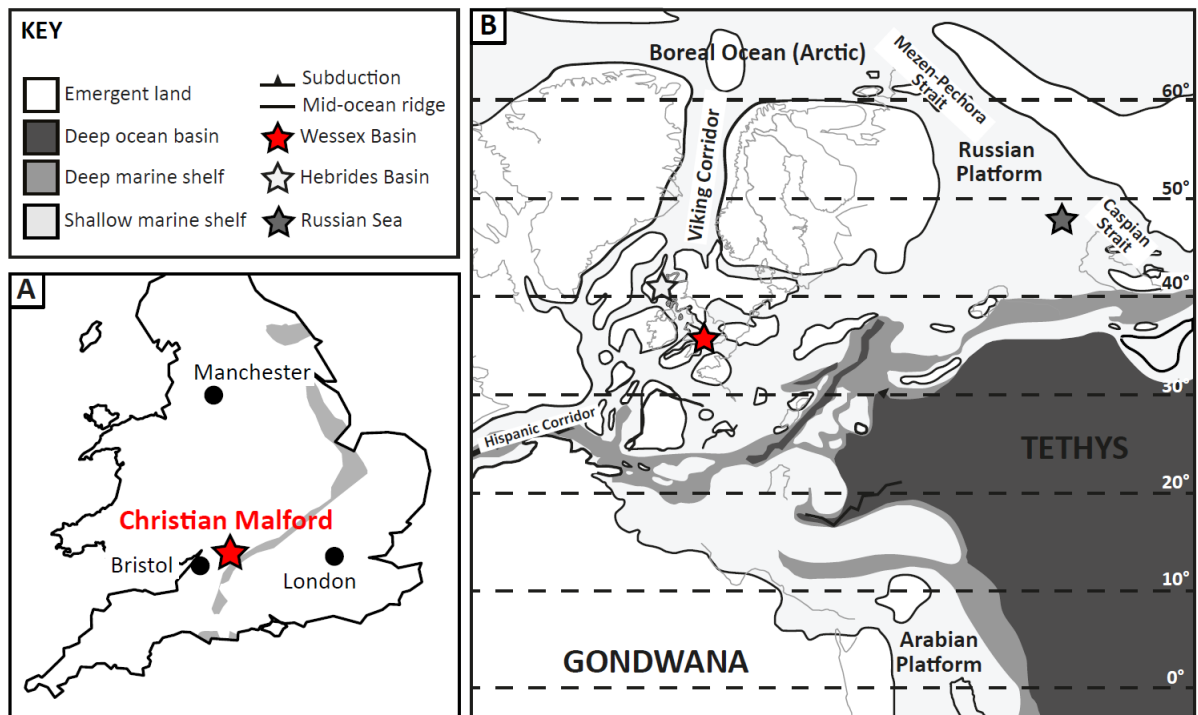 KEY
Emergent land
Deep ocean basin
Deep marine shelf
Shallow marine shelf
Subduction
Mid-ocean ridge
Wessex Basin
Hebrides Basin
Russian Sea
A
Manchester
Christian Malford
Bristol
London
B
Boreal Ocean (Arctic)
Mezen-Pechora
Strait
60°
Viking Corridor
Russian
Platform
50°
Caspian
Strait
40°
30°
Hispanic Corridor
TETHYS
20°
10°
Arabian
Platform
GONDWANA
0°